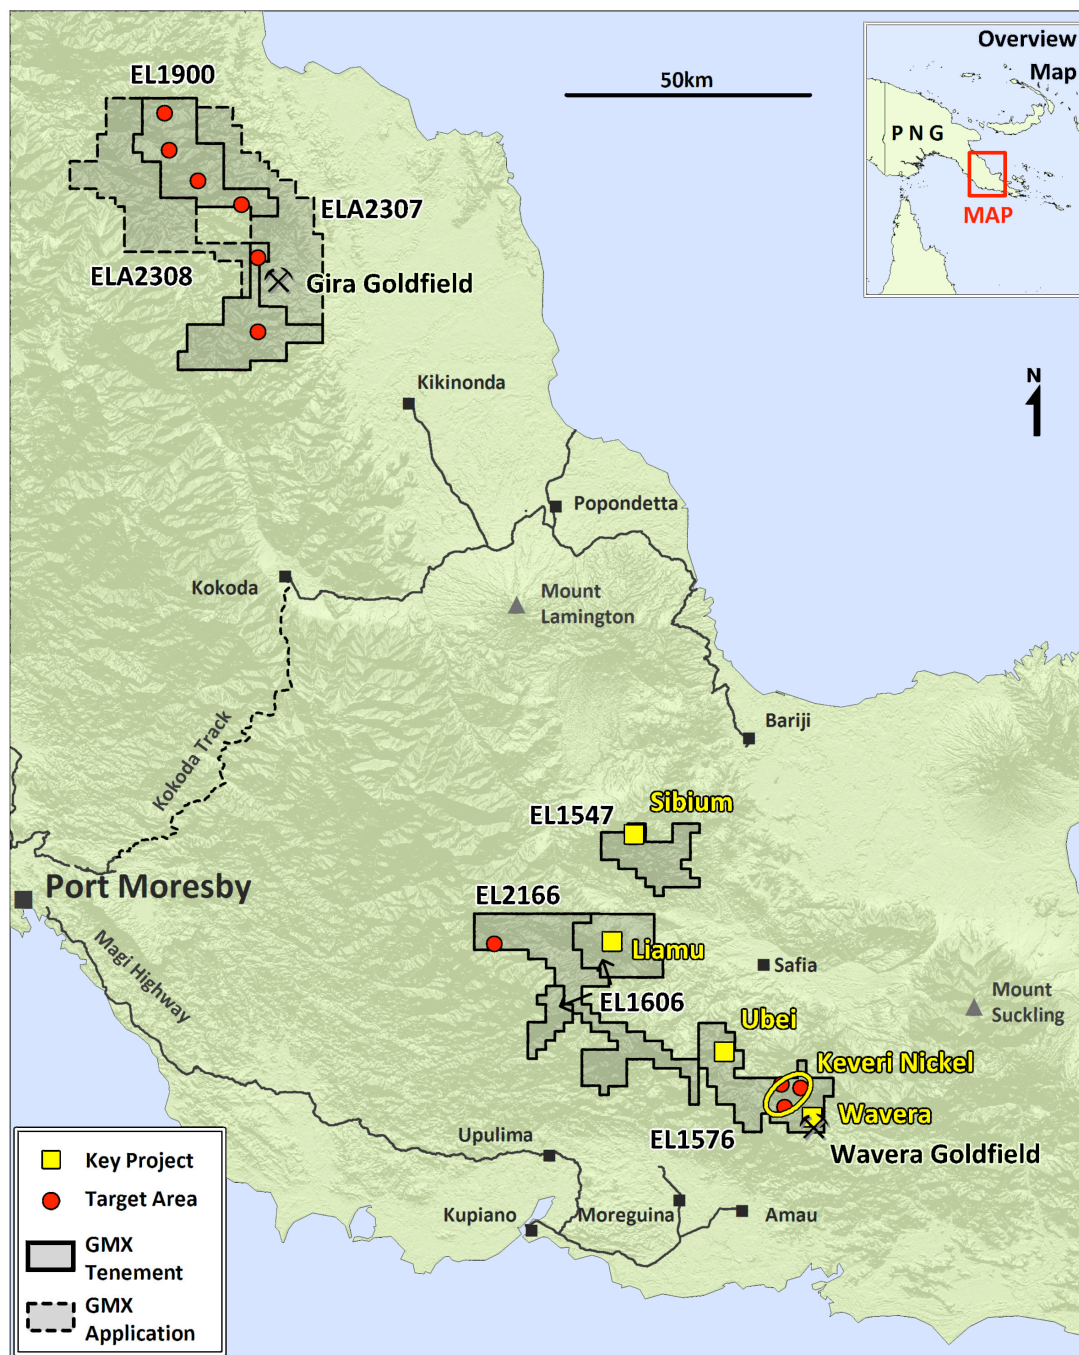 Overview
Map
EL1900
50km
P N G
MAP
ELA2307
ELA2308
Gira Goldfield
N
Kikinonda
Popondetta
Kokoda
Mount
Lamington
Bariji
Kokoda Track
Sibium
EL1547
Port Moresby
EL2166
Liamu
Safia
Magi Highway
EL1606
Mount
Suckling
Ubei
Keveri Nickel
Wavera
EL1576
Wavera Goldfield
Upulima
Kupiano
Moreguina
Amau
Key Project
Target Area
GMX
Tenement
GMX
Application